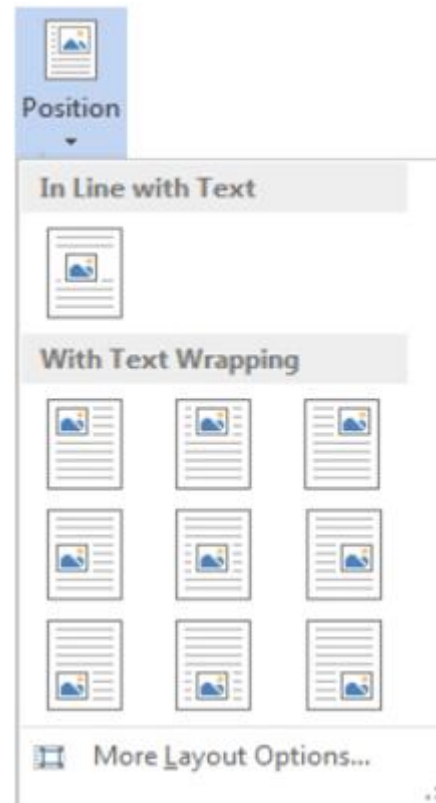 Position
In Line with Text
With Text Wrapping
More Layout Options...